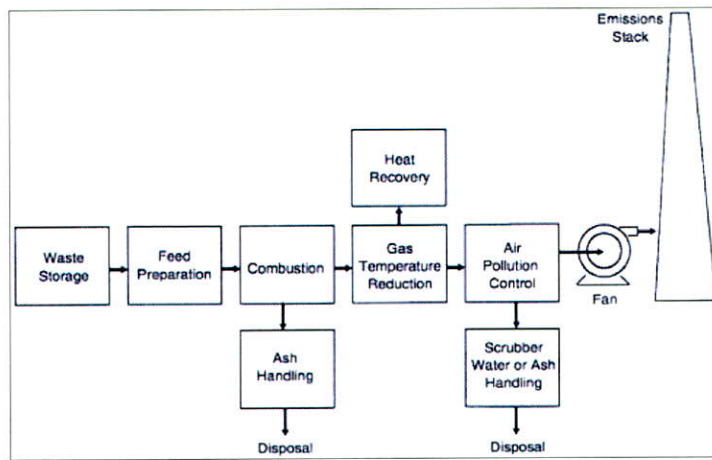 Emissions
Stack
Heat
Recovery
Waste
Storage
Feed
Preparation
Combustion
Gas
Temperature
Reduction
Air
Pollution
Control
Fan
Ash
Handling
Scrubber
Water or Ash
Handling
Disposal
Disposal